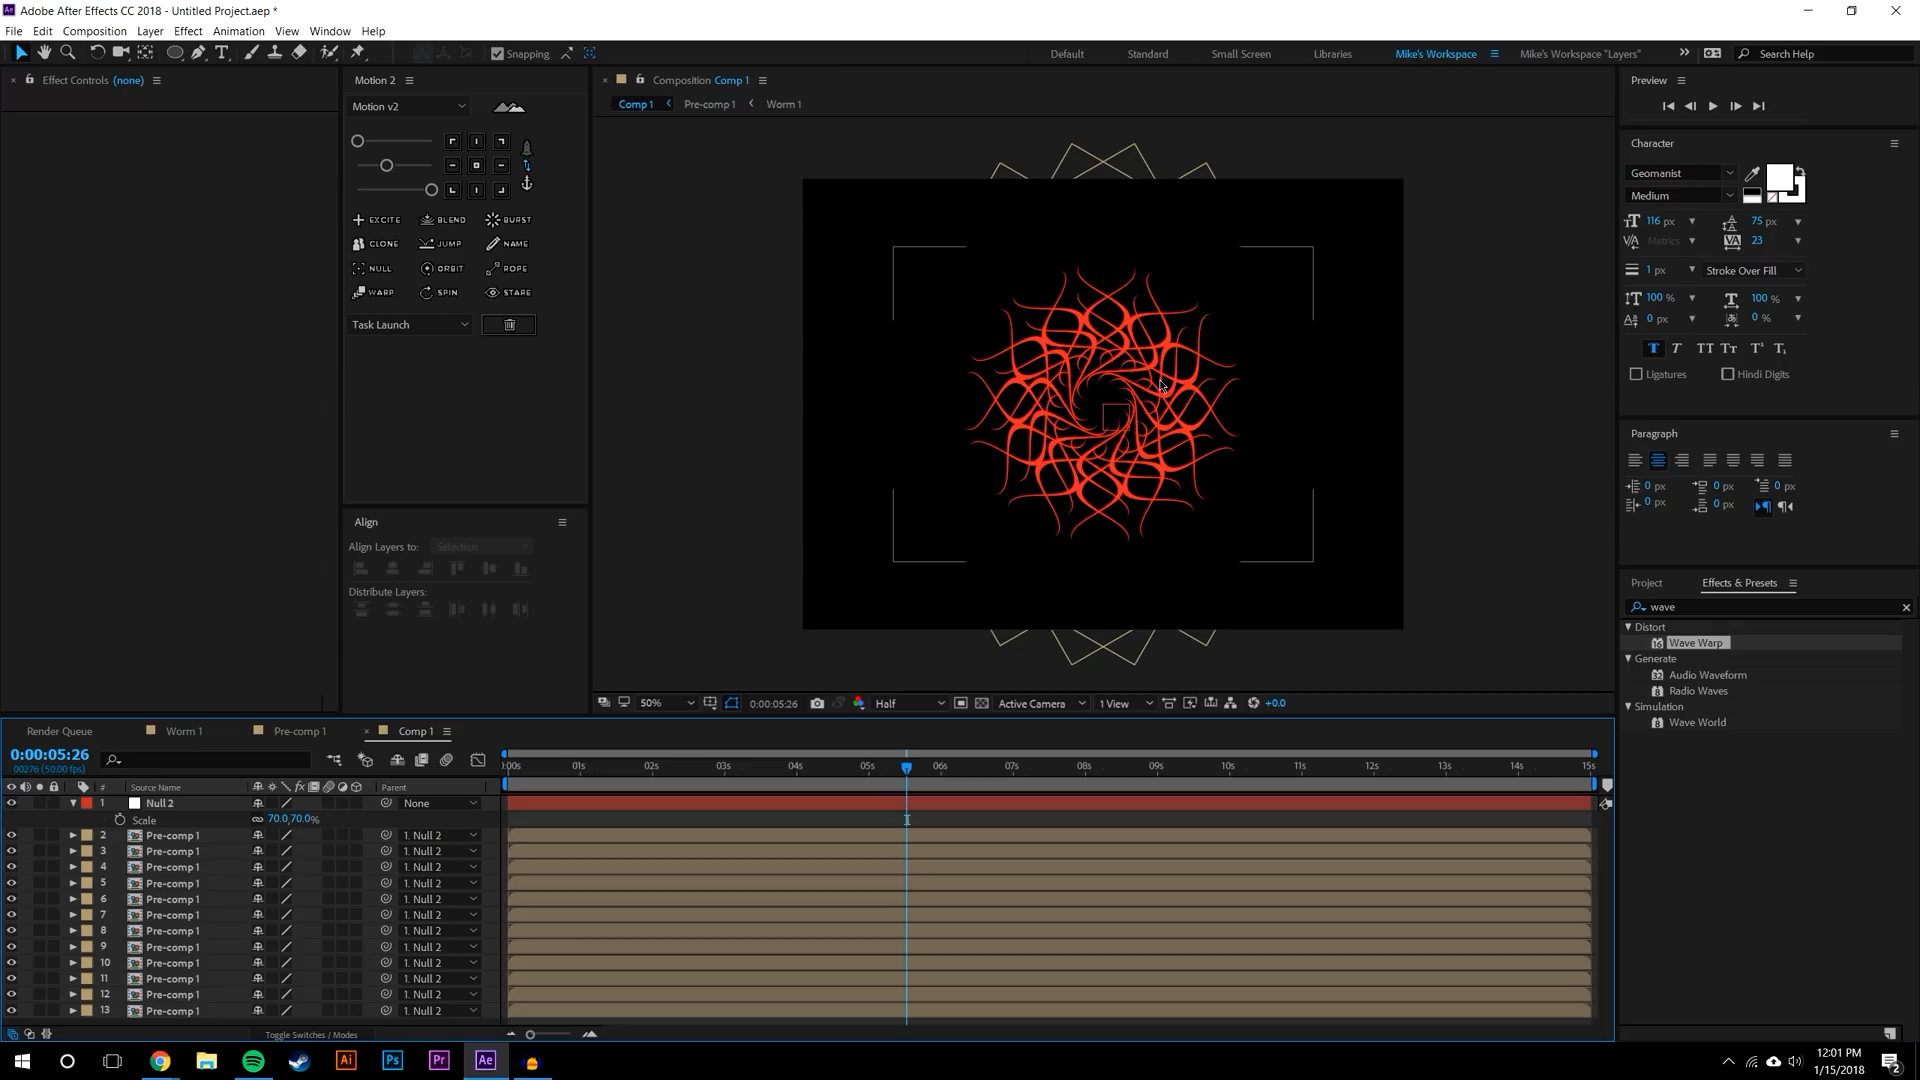 Adobe After Effects CC 2018 - Untitled Project.aep *
File Edit Composition Layer Effect Animation View Window Help
Snapping
Default Standard Small Screen Libraries Mike's Workspace Mike's Workspace "Layers" Search Help
Effect Controls (none)
Motion 2
Motion v2
EXCITE BLEND BURST
CLONE JUMP NAME
NULL ORBIT ROPE
WARP SPIN STARE
Task Launch
Align
Align Layers to: Selection
Distribute Layers:
Composition Comp 1
Comp 1 Pre-comp 1 Worm 1
50% 0:00:05:26 Half Active Camera 1 View +0.0
Preview
Character
Geomanist
Medium
116 px 75 px
Metrics 23
1 px Stroke Over Fill
100 % 100 %
0 px 0 %
Ligatures Hindi Digits
Paragraph
0 px 0 px 0 px
0 px 0 px
Project Effects & Presets
wave
Distort
Wave Warp
Generate
Audio Waveform
Radio Waves
Simulation
Wave World
Render Queue Worm 1 Pre-comp 1 Comp 1
0:00:05:26
00276 (50.00 fps)
:00s 01s 02s 03s 04s 05s 06s 07s 08s 09s 10s 11s 12s 13s 14s 15s
# Source Name Parent
1 Null 2 None
Scale 70.0,70.0%
2 Pre-comp 1 1. Null 2
3 Pre-comp 1 1. Null 2
4 Pre-comp 1 1. Null 2
5 Pre-comp 1 1. Null 2
6 Pre-comp 1 1. Null 2
7 Pre-comp 1 1. Null 2
8 Pre-comp 1 1. Null 2
9 Pre-comp 1 1. Null 2
10 Pre-comp 1 1. Null 2
11 Pre-comp 1 1. Null 2
12 Pre-comp 1 1. Null 2
13 Pre-comp 1 1. Null 2
Toggle Switches / Modes
12:01 PM
1/15/2018